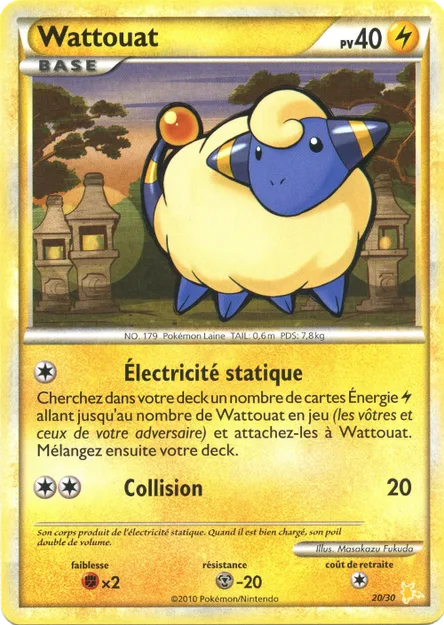 Wattouat
PV40
BASE
NO. 179 Pokémon Laine TAIL: 0,6m PDS: 7,8kg
Électricité statique
Cherchez dans votre deck un nombre de cartes Énergie
allant jusqu'au nombre de Wattouat en jeu (les vôtres et
ceux de votre adversaire) et attachez-les à Wattouat.
Mélangez ensuite votre deck.
Collision 20
Son corps produit de l'électricité statique. Quand il est bien chargé, son poil
double de volume.
Illus. Masakazu Fukuda
faiblesse résistance coût de retraite
×2 -20
©2010 Pokémon/Nintendo 20/30